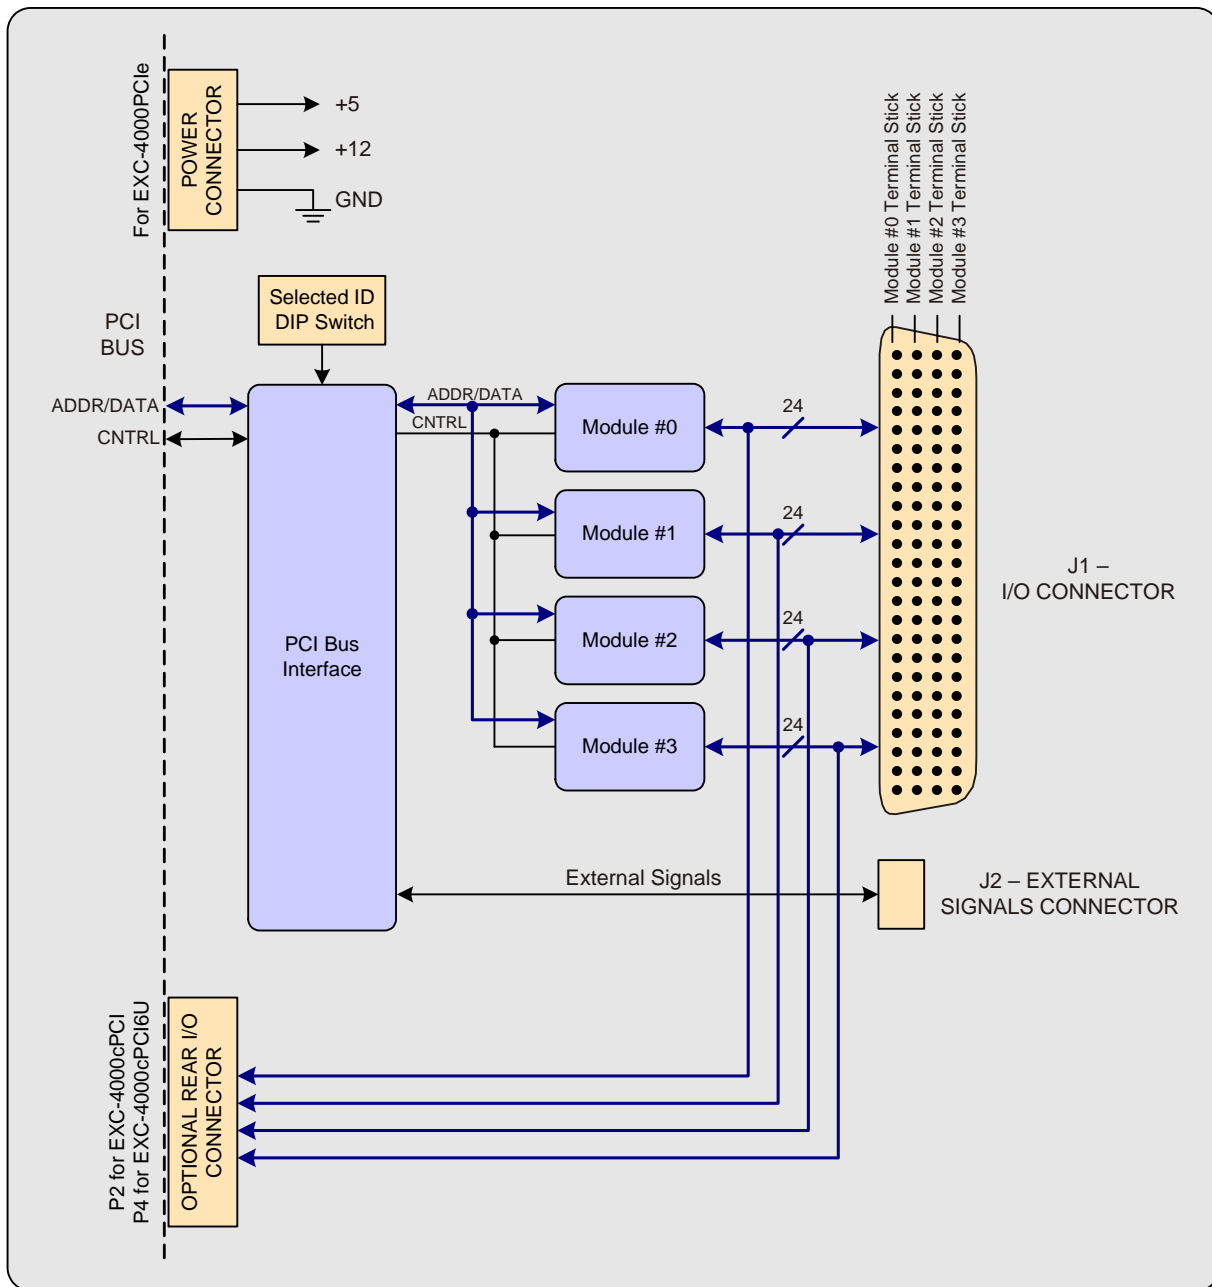 For EXC-4000PCIe
POWER
CONNECTOR
+5
+12
GND
Module #0 Terminal Stick
Module #1 Terminal Stick
Module #2 Terminal Stick
Module #3 Terminal Stick
Selected ID
DIP Switch
PCI
BUS
ADDR/DATA
CNTRL
ADDR/DATA
CNTRL
PCI Bus
Interface
Module #0
24
Module #1
24
Module #2
24
Module #3
24
J1 –
I/O CONNECTOR
External Signals
J2 – EXTERNAL
SIGNALS CONNECTOR
P2 for EXC-4000cPCI
P4 for EXC-4000cPCI6U
OPTIONAL REAR I/O
CONNECTOR